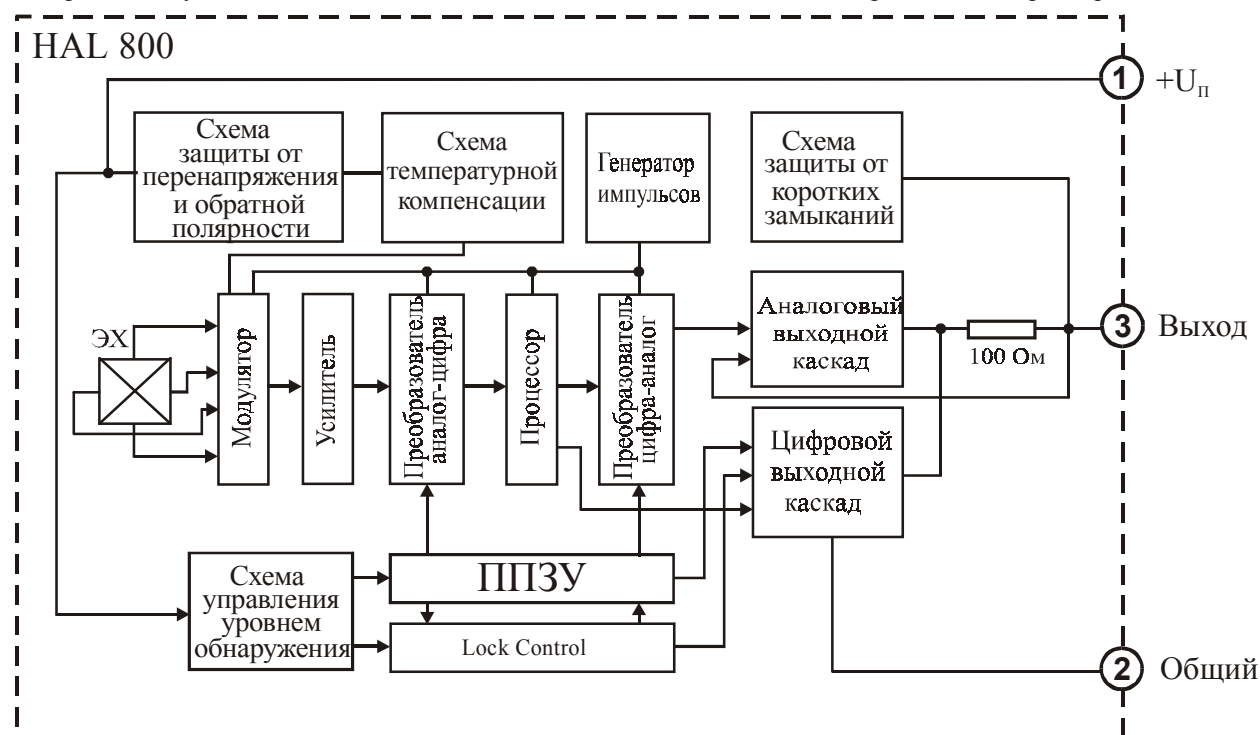 HAL 800
1
+Uп
Схема
защиты от
перенапряжения
и обратной
полярности
Схема
температурной
компенсации
Генератор
импульсов
Схема
защиты от
коротких
замыканий
ЭХ
Модулятор
Усилитель
Преобразователь
аналог-цифра
Процессор
Преобразователь
цифра-аналог
Аналоговый
выходной
каскад
100 Ом
3
Выход
Цифровой
выходной
каскад
Схема
управления
уровнем
обнаружения
ППЗУ
Lock Control
2
Общий